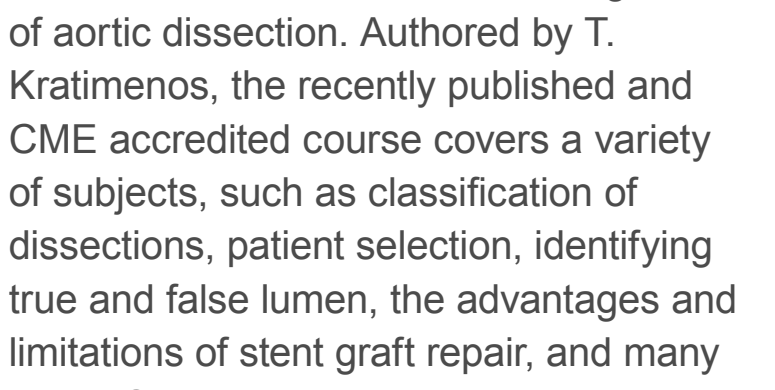 of aortic dissection. Authored by T.
Kratimenos, the recently published and
CME accredited course covers a variety
of subjects, such as classification of
dissections, patient selection, identifying
true and false lumen, the advantages and
limitations of stent graft repair, and many